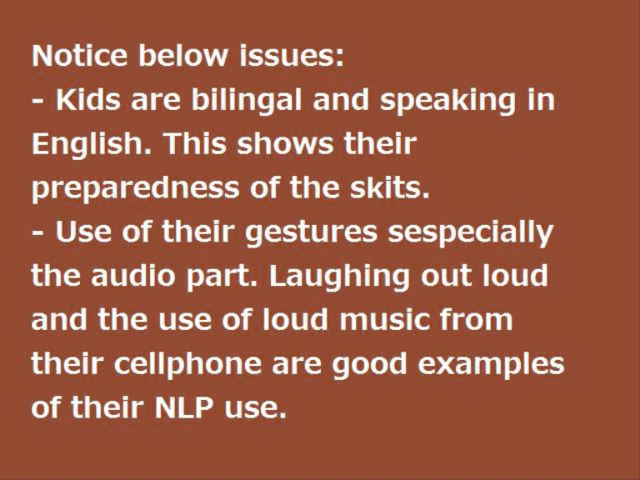 Notice below issues:
- Kids are bilingal and speaking in
English. This shows their
preparedness of the skits.
- Use of their gestures sespecially
the audio part. Laughing out loud
and the use of loud music from
their cellphone are good examples
of their NLP use.